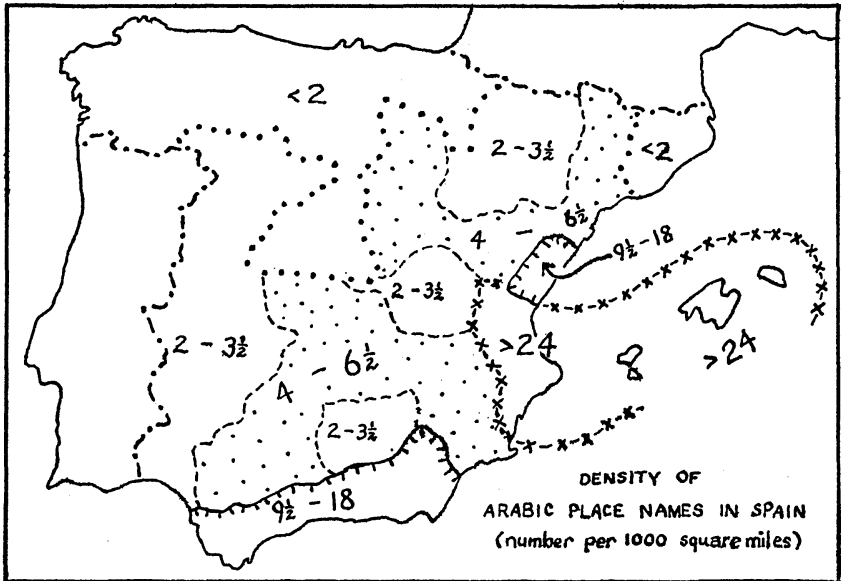 <2
2 - 3½
<2
4 - 6½
9½ - 18
2 - 3½
>24
>24
2 - 3½
4 - 6½
2 - 3½
9½ - 18
DENSITY OF
ARABIC PLACE NAMES IN SPAIN
(number per 1000 square miles)